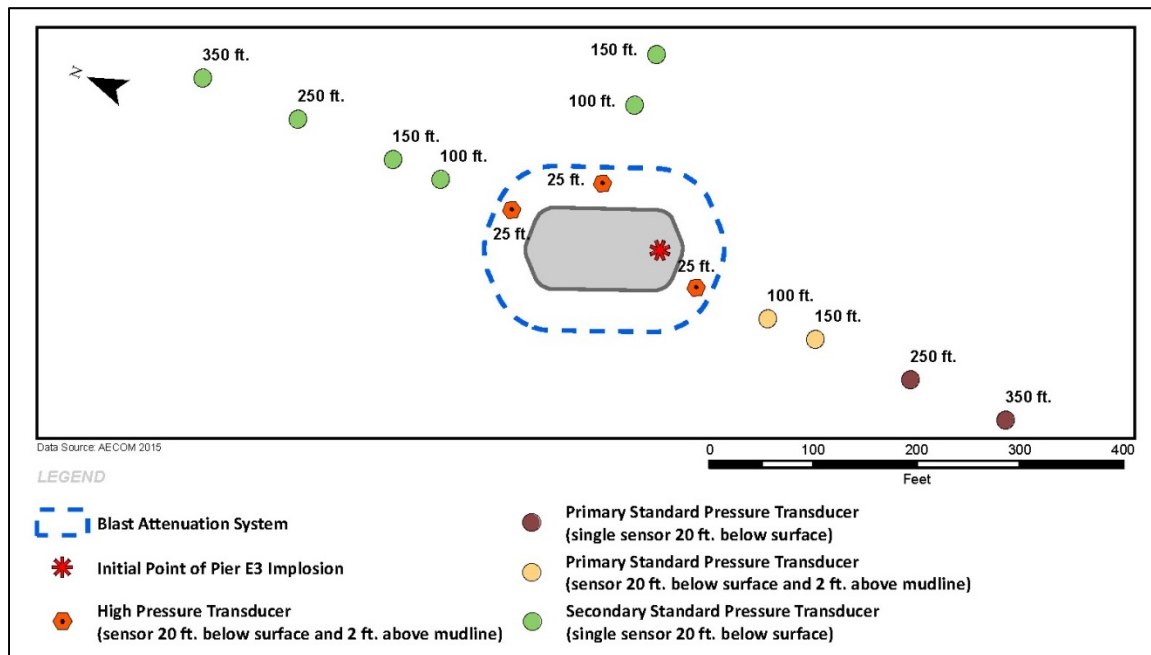 350 ft.
150 ft.
N
250 ft.
100 ft.
150 ft.
100 ft.
25 ft.
25 ft.
25 ft.
100 ft.
150 ft.
250 ft.
350 ft.
Data Source: AECOM 2015
0 100 200 300 400
Feet
LEGEND
Blast Attenuation System
Initial Point of Pier E3 Implosion
High Pressure Transducer
(sensor 20 ft. below surface and 2 ft. above mudline)
Primary Standard Pressure Transducer
(single sensor 20 ft. below surface)
Primary Standard Pressure Transducer
(sensor 20 ft. below surface and 2 ft. above mudline)
Secondary Standard Pressure Transducer
(single sensor 20 ft. below surface)